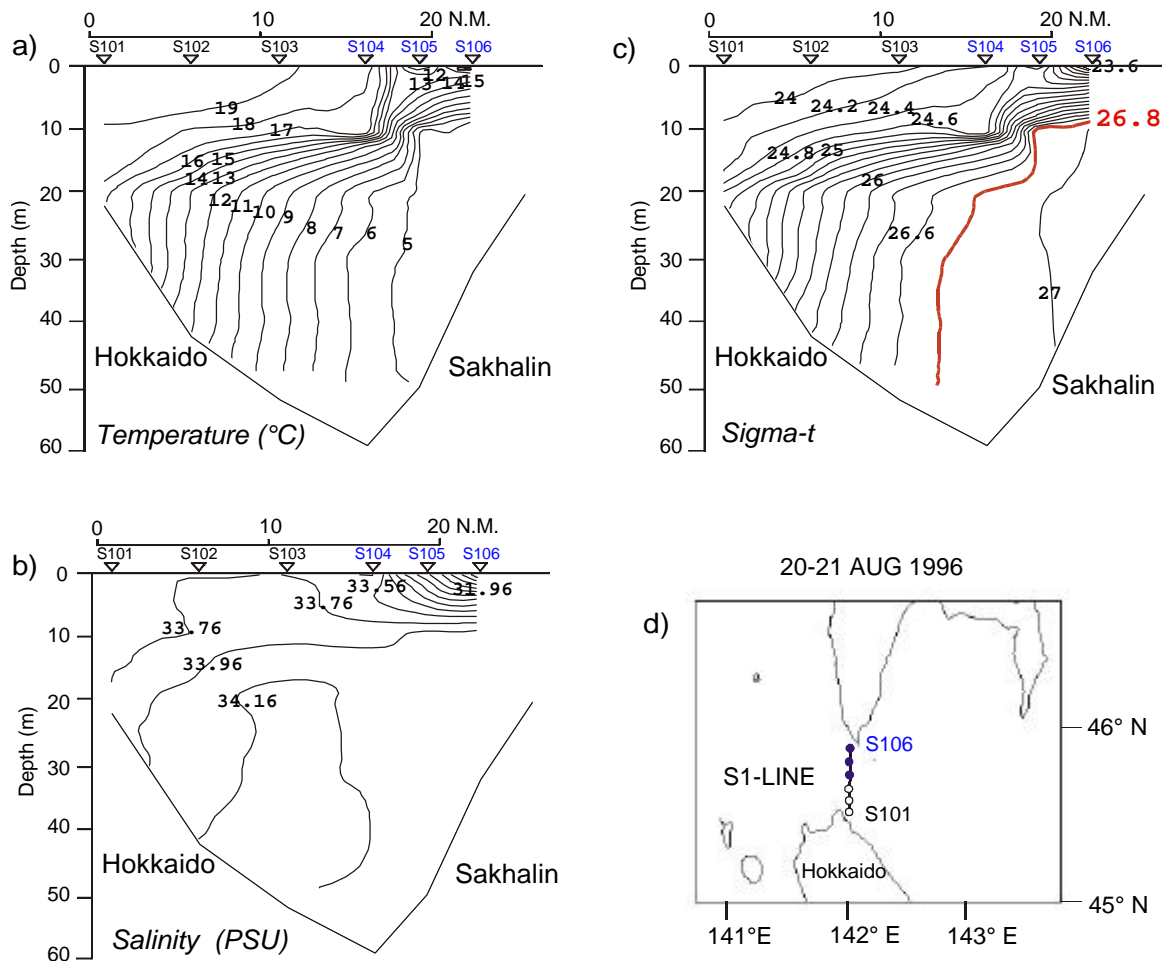 0 10 20 N.M.
a) S101 S102 S103 S104 S105 S106
0
10
20
30
40
50
60
Depth (m)
12
13 14 15
19
18 17
16 15
14 13
12 11 10 9 8 7 6 5
Hokkaido
Sakhalin
Temperature (°C)
0 10 20 N.M.
c) S101 S102 S103 S104 S105 S106
0
10
20
30
40
50
60
Depth (m)
23.6
24 24.2 24.4
24.6
26.8
24.8 25
26
26.6
27
Hokkaido
Sakhalin
Sigma-t
0 10 20 N.M.
b) S101 S102 S103 S104 S105 S106
0
10
20
30
40
50
60
Depth (m)
33.56 31.96
33.76
33.76
33.96
34.16
Hokkaido
Sakhalin
Salinity (PSU)
20-21 AUG 1996
d)
46° N
S106
S1-LINE
S101
Hokkaido
45° N
141°E 142° E 143° E